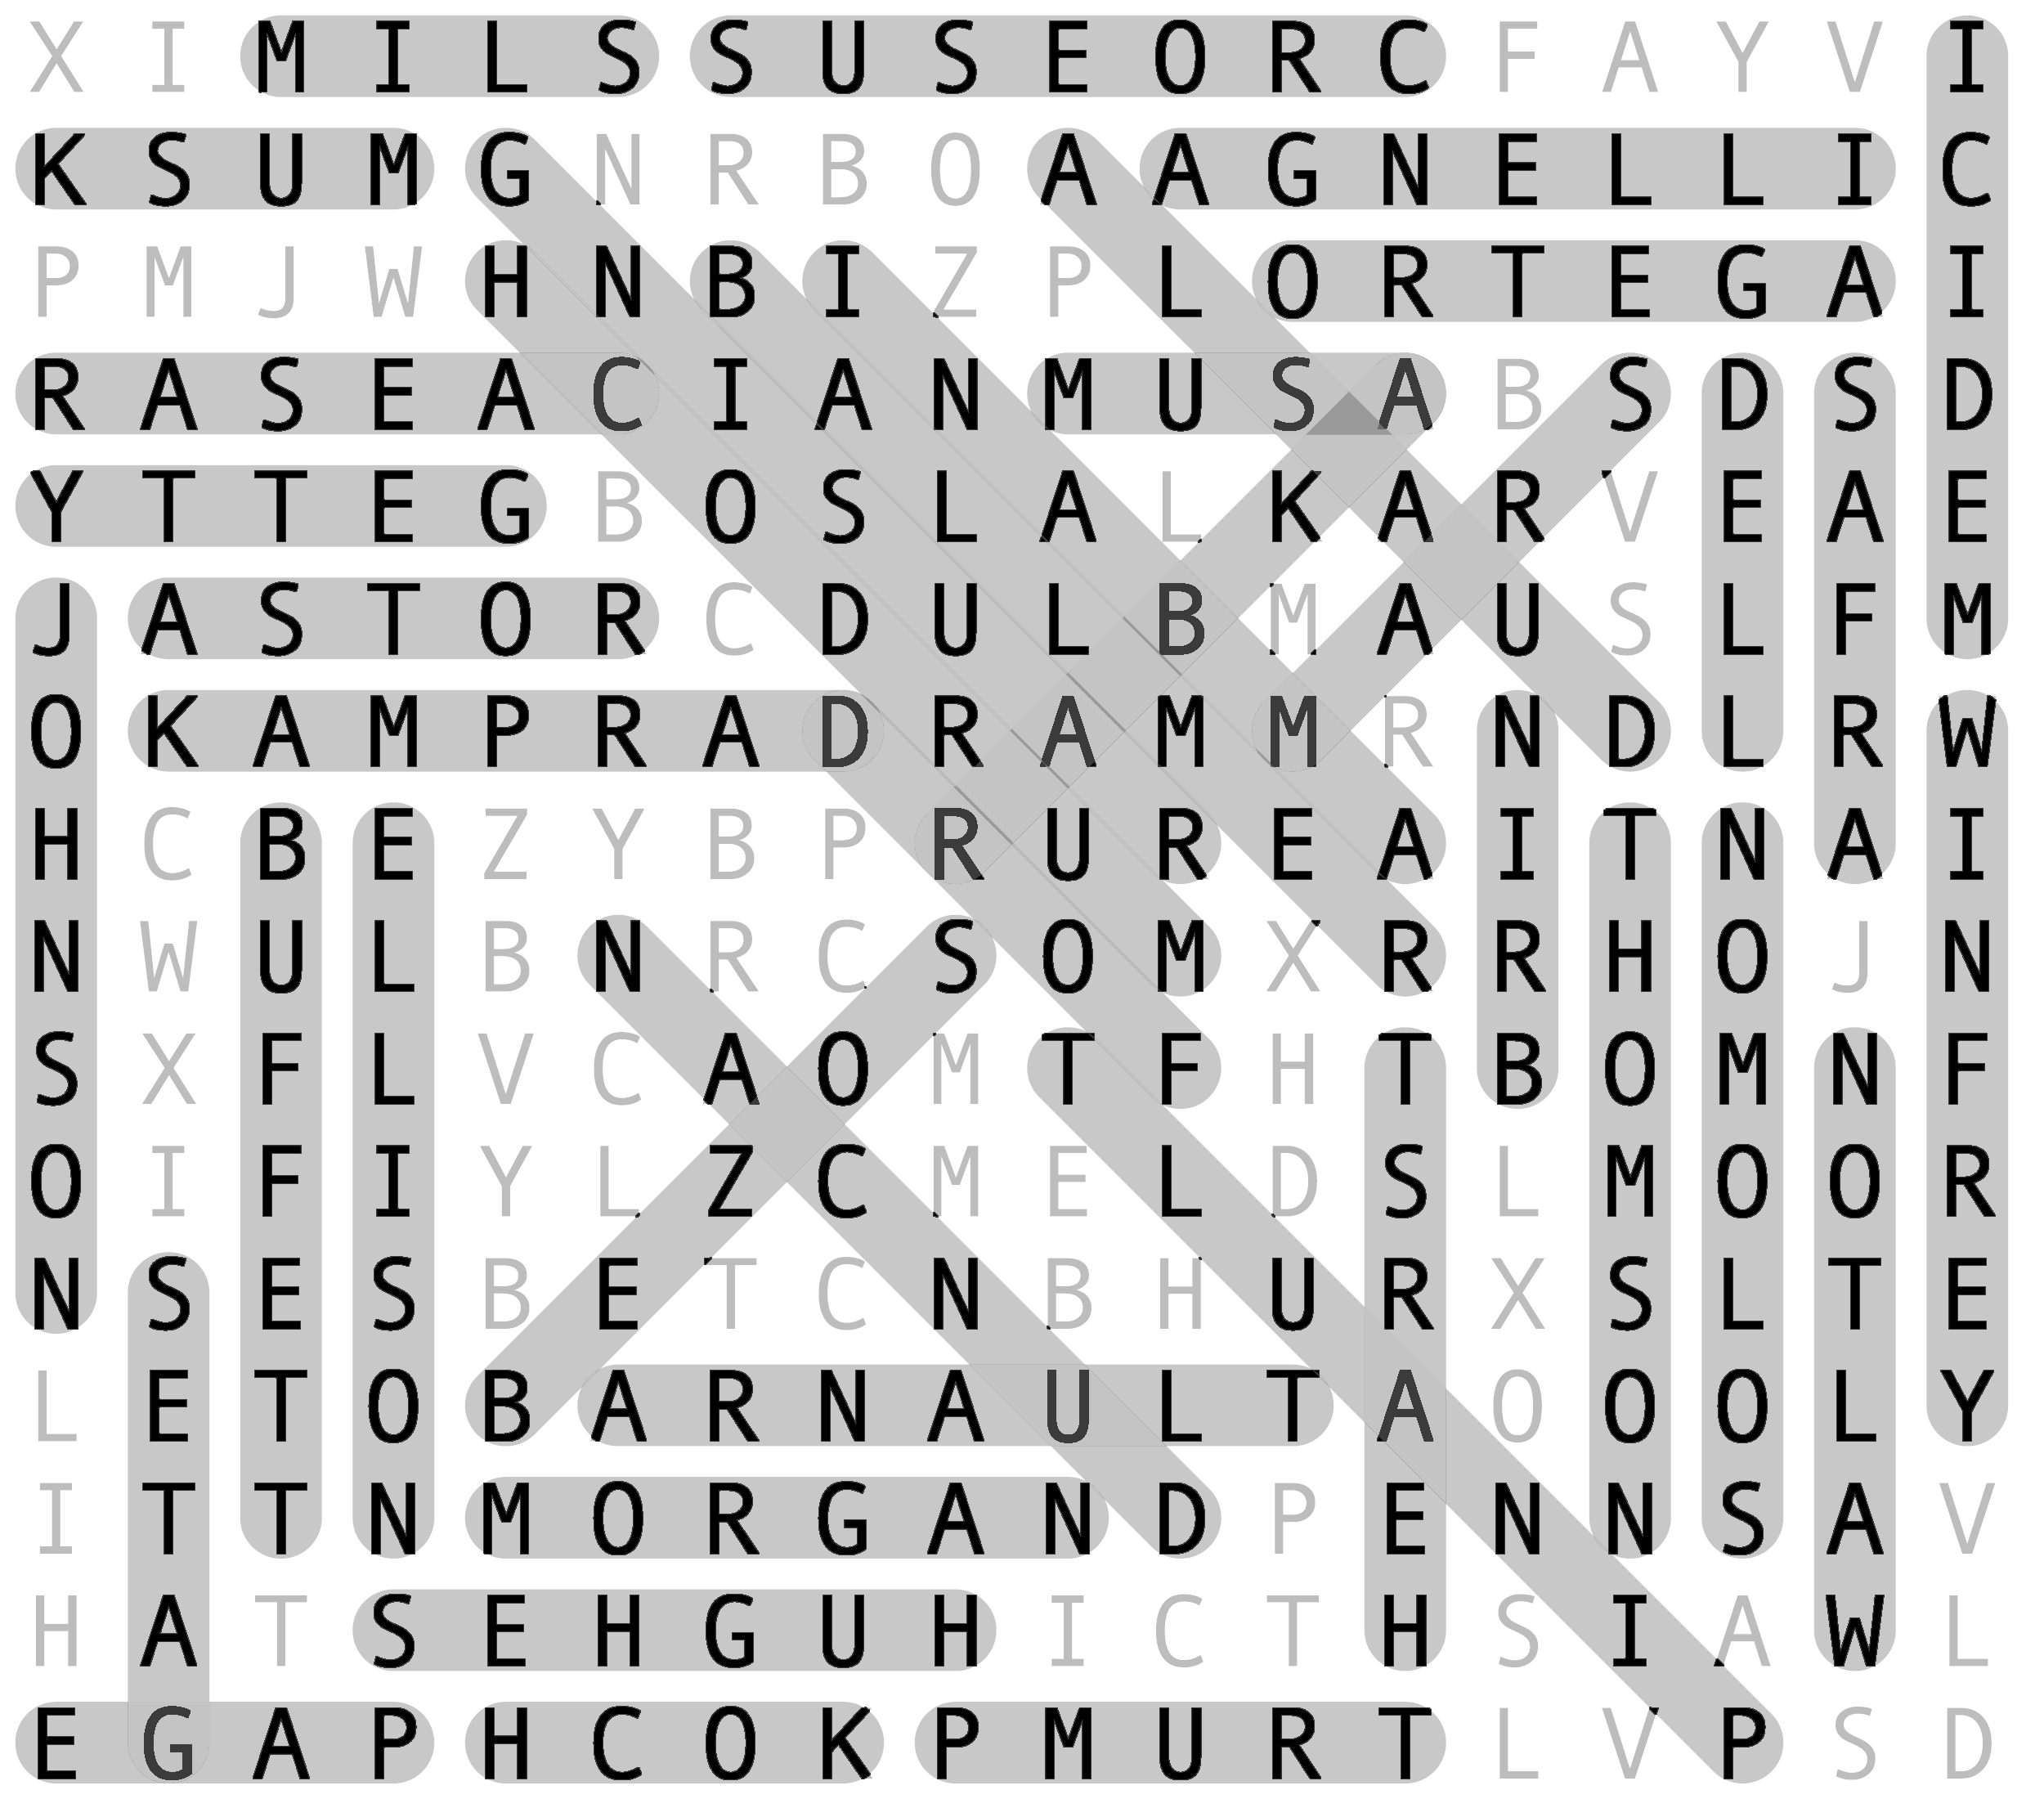 X I M I L S S U S E O R C F A Y V I
K S U M G N R B O A A G N E L L I C
P M J W H N B I Z P L O R T E G A I
R A S E A C I A N M U S A B S D S D
Y T T E G B O S L A L K A R V E A E
J A S T O R C D U L B M A U S L F M
O K A M P R A D R A M M R N D L R W
H C B E Z Y B P R U R E A I T N A I
N W U L B N R C S O M X R R H O J N
S X F L V C A O M T F H T B O M N F
O I F I Y L Z C M E L D S L M O O R
N S E S B E T C N B H U R X S L T E
L E T O B A R N A U L T A O O O L Y
I T T N M O R G A N D P E N N S A V
H A T S E H G U H I C T H S I A W L
E G A P H C O K P M U R T L V P S D